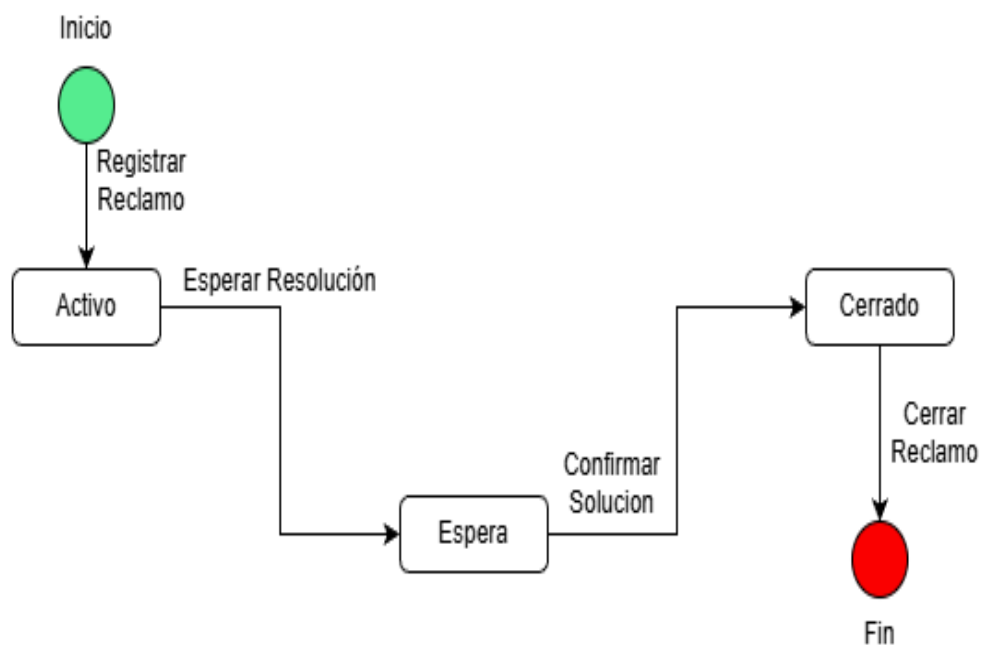 Inicio
Registrar
Reclamo
Activo
Esperar Resolución
Espera
Confirmar
Solucion
Cerrado
Cerrar
Reclamo
Fin